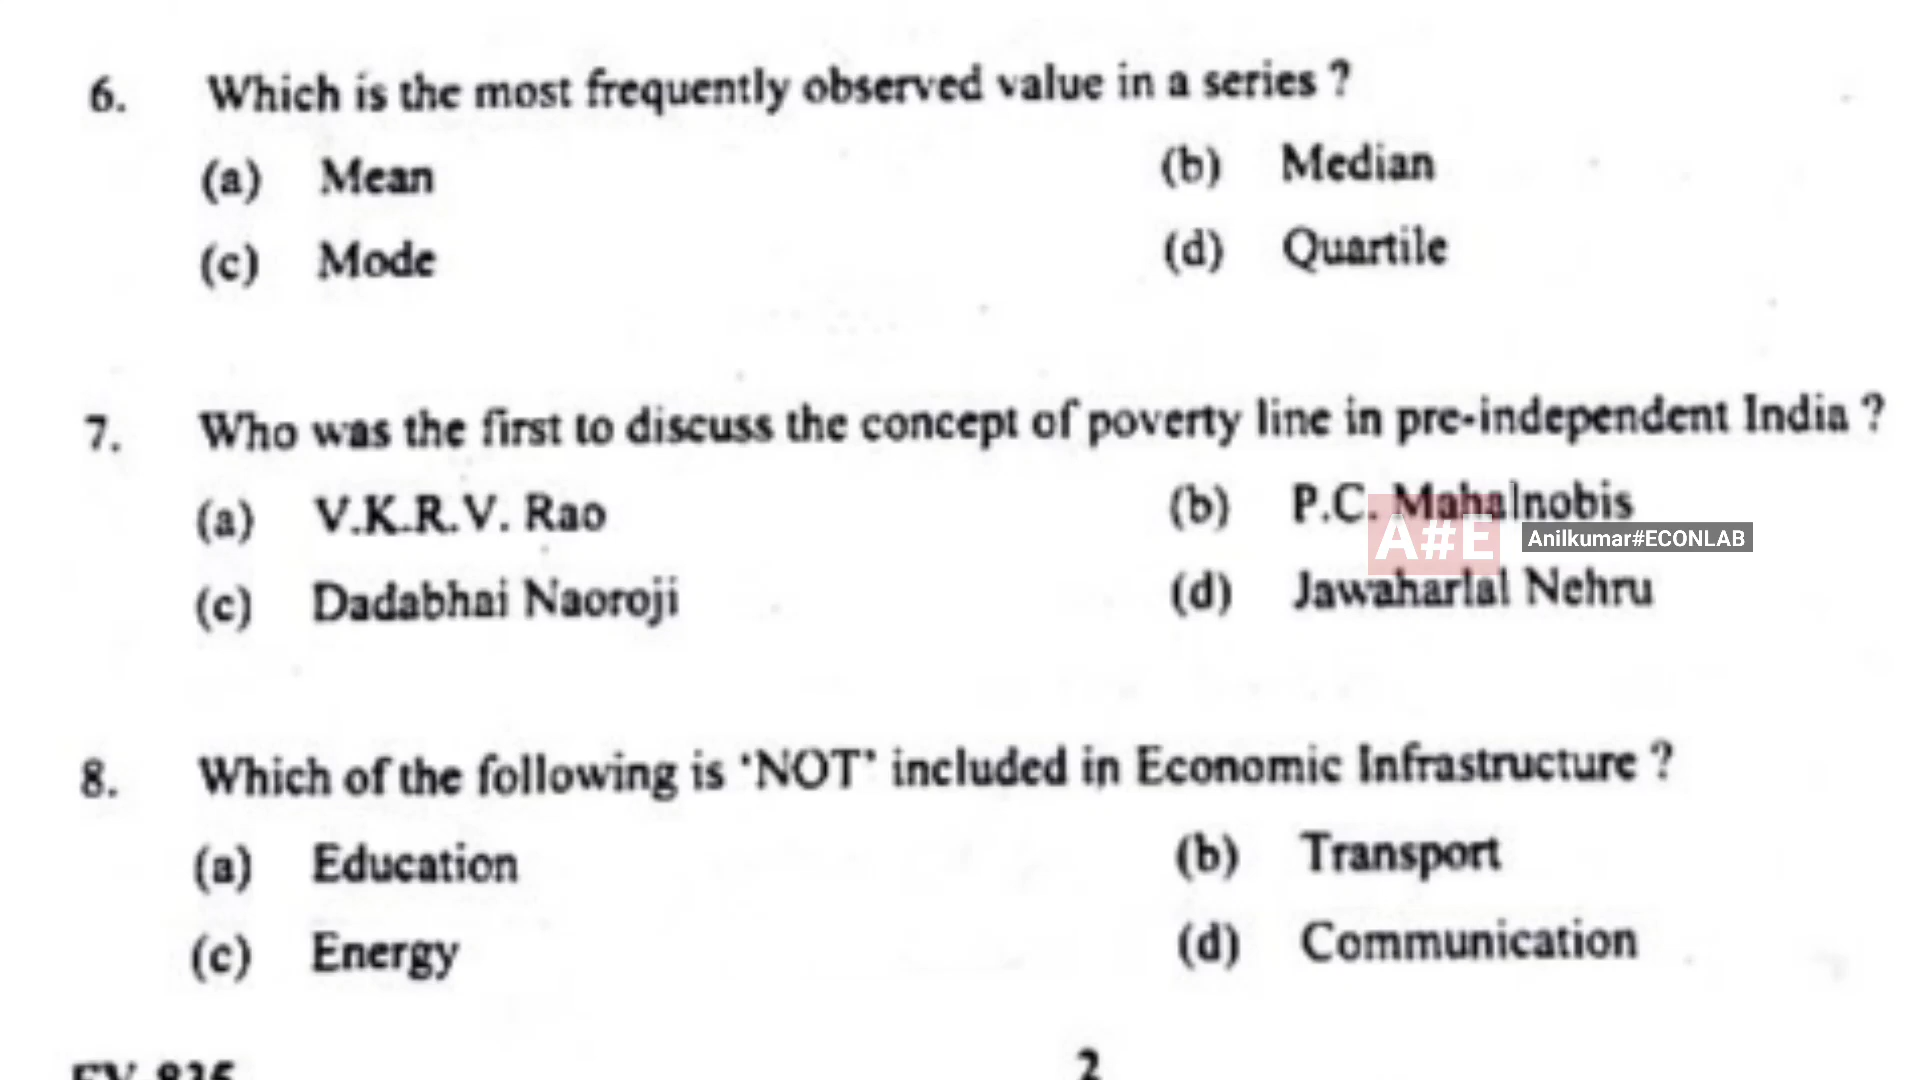 6. Which is the most frequently observed value in a series ?
(a) Mean (b) Median
(c) Mode (d) Quartile
7. Who was the first to discuss the concept of poverty line in pre-independent India ?
(a) V.K.R.V. Rao (b) P.C. Mahalnobis
A#E Anilkumar#ECONLAB
(c) Dadabhai Naoroji (d) Jawaharlal Nehru
8. Which of the following is ‘NOT’ included in Economic Infrastructure ?
(a) Education (b) Transport
(c) Energy (d) Communication
2